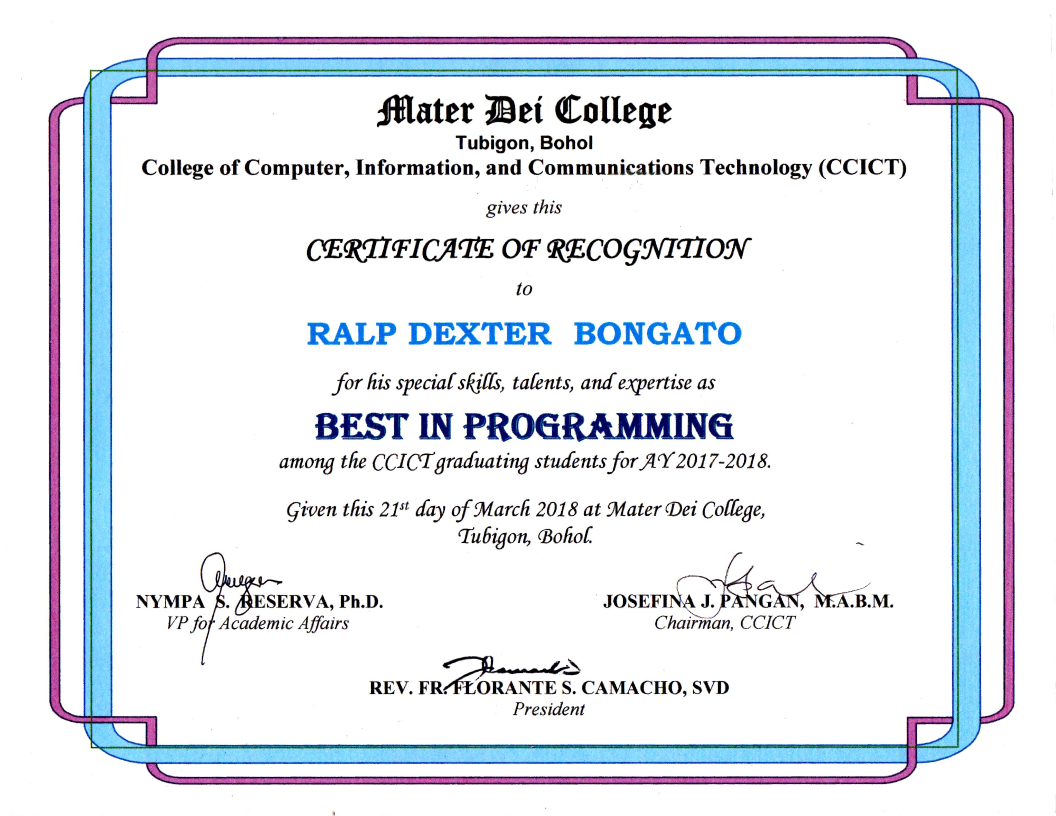 Mater Dei College
Tubigon, Bohol
College of Computer, Information, and Communications Technology (CCICT)
gives this
CERTIFICATE OF RECOGNITION
to
RALP DEXTER BONGATO
for his special skills, talents, and expertise as
BEST IN PROGRAMMING
among the CCICT graduating students for AY 2017-2018.
Given this 21st day of March 2018 at Mater Dei College,
Tubigon, Bohol.
NYMPA S. RESERVA, Ph.D.
VP for Academic Affairs
JOSEFINA J. PANGAN, M.A.B.M.
Chairman, CCICT
REV. FR. FLORANTE S. CAMACHO, SVD
President